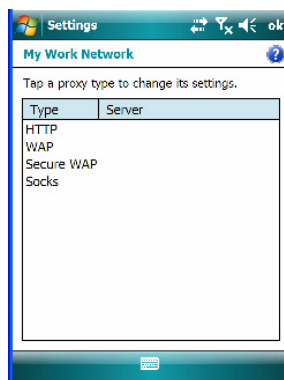 Settings ok
My Work Network
Tap a proxy type to change its settings.
Type Server
HTTP
WAP
Secure WAP
Socks